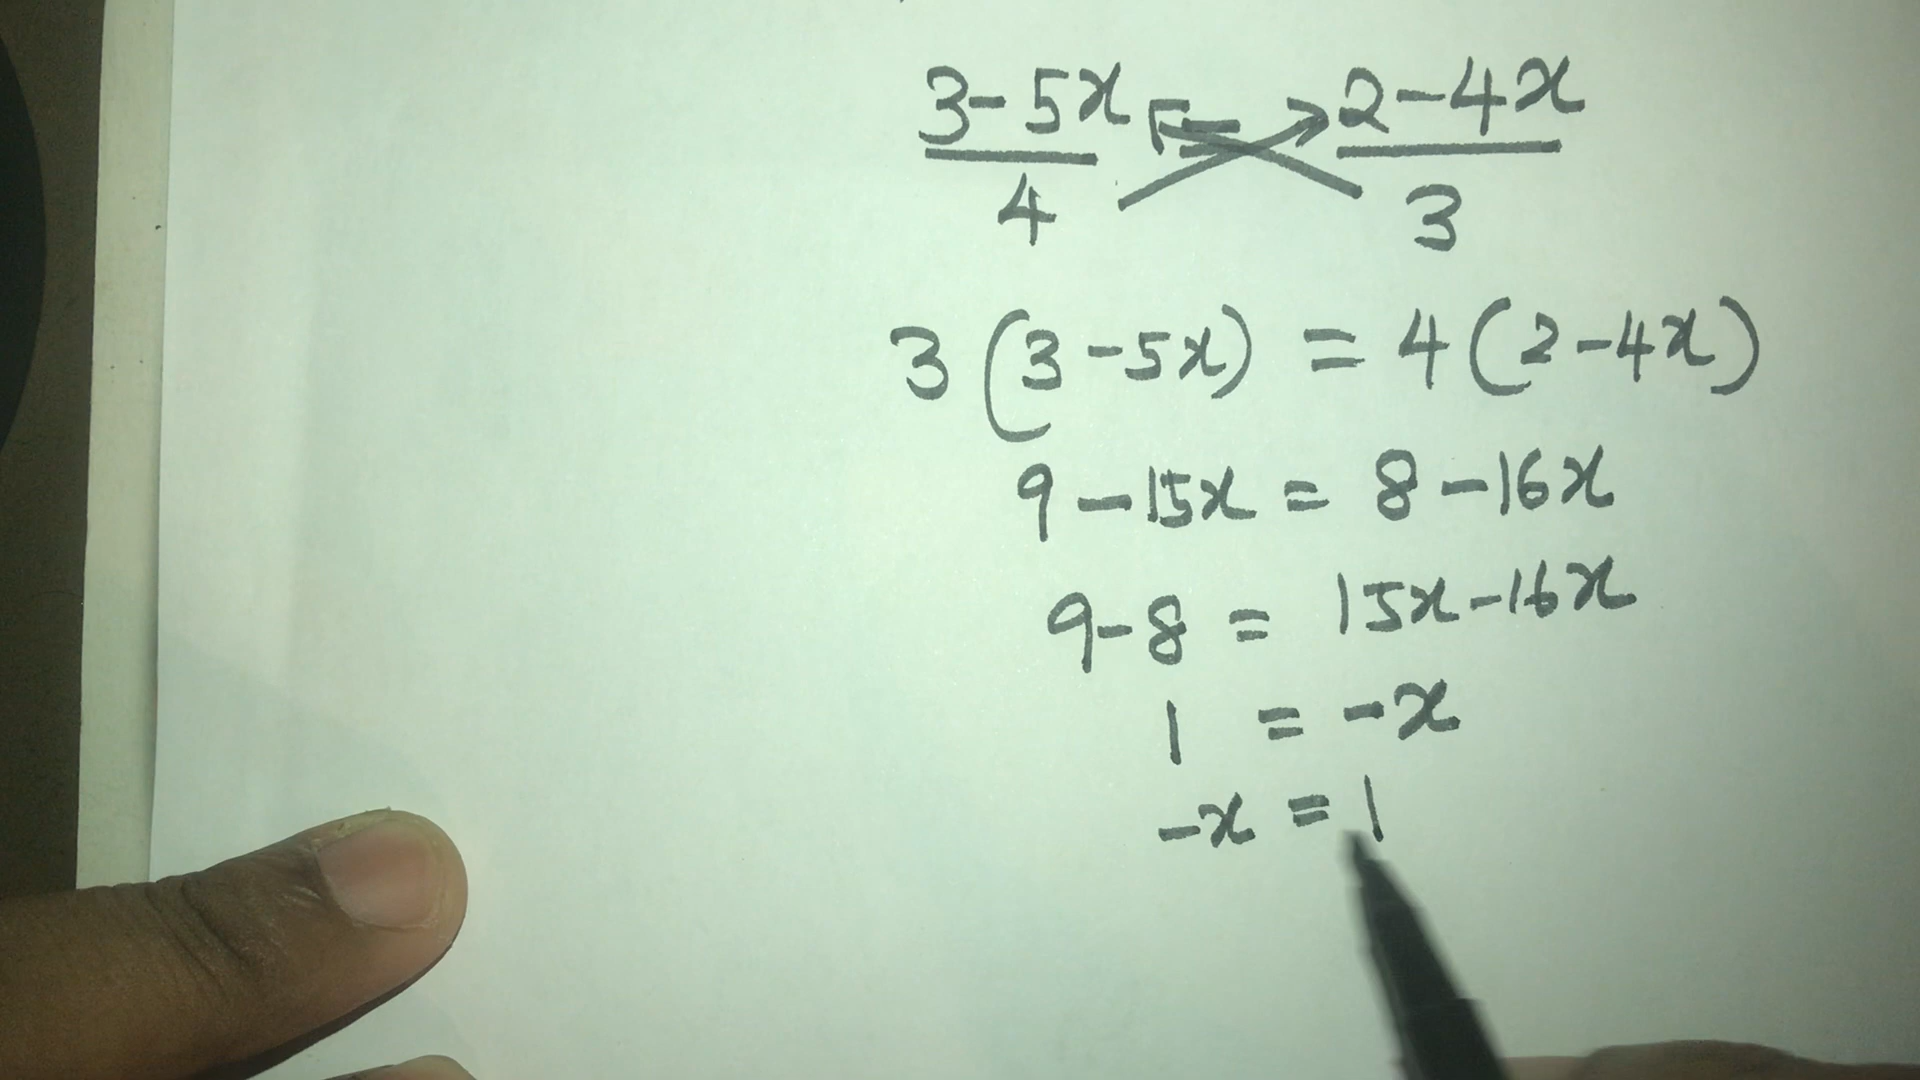 3-5x = 2-4x
4 3
3(3-5x) = 4(2-4x)
9-15x = 8-16x
9-8 = 15x-16x
1 = -x
-x = 1